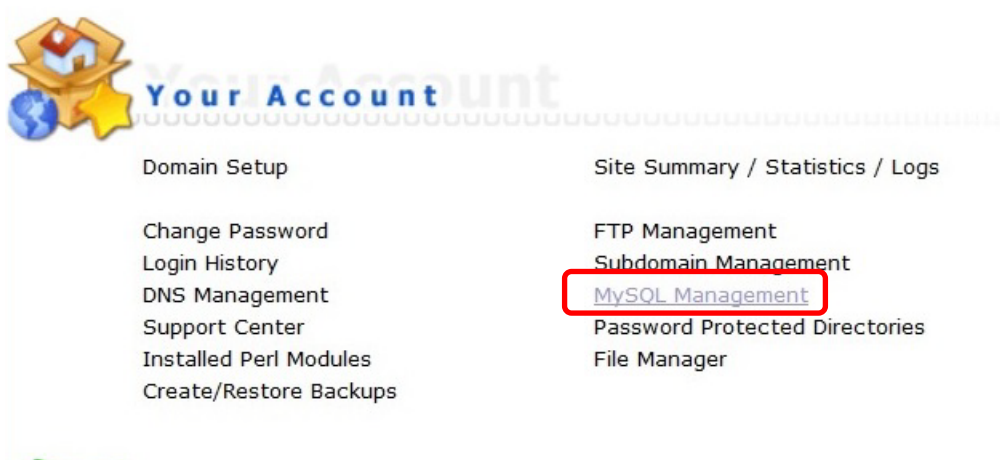 Your Account
Domain Setup
Change Password
Login History
DNS Management
Support Center
Installed Perl Modules
Create/Restore Backups
Site Summary / Statistics / Logs
FTP Management
Subdomain Management
MySQL Management
Password Protected Directories
File Manager